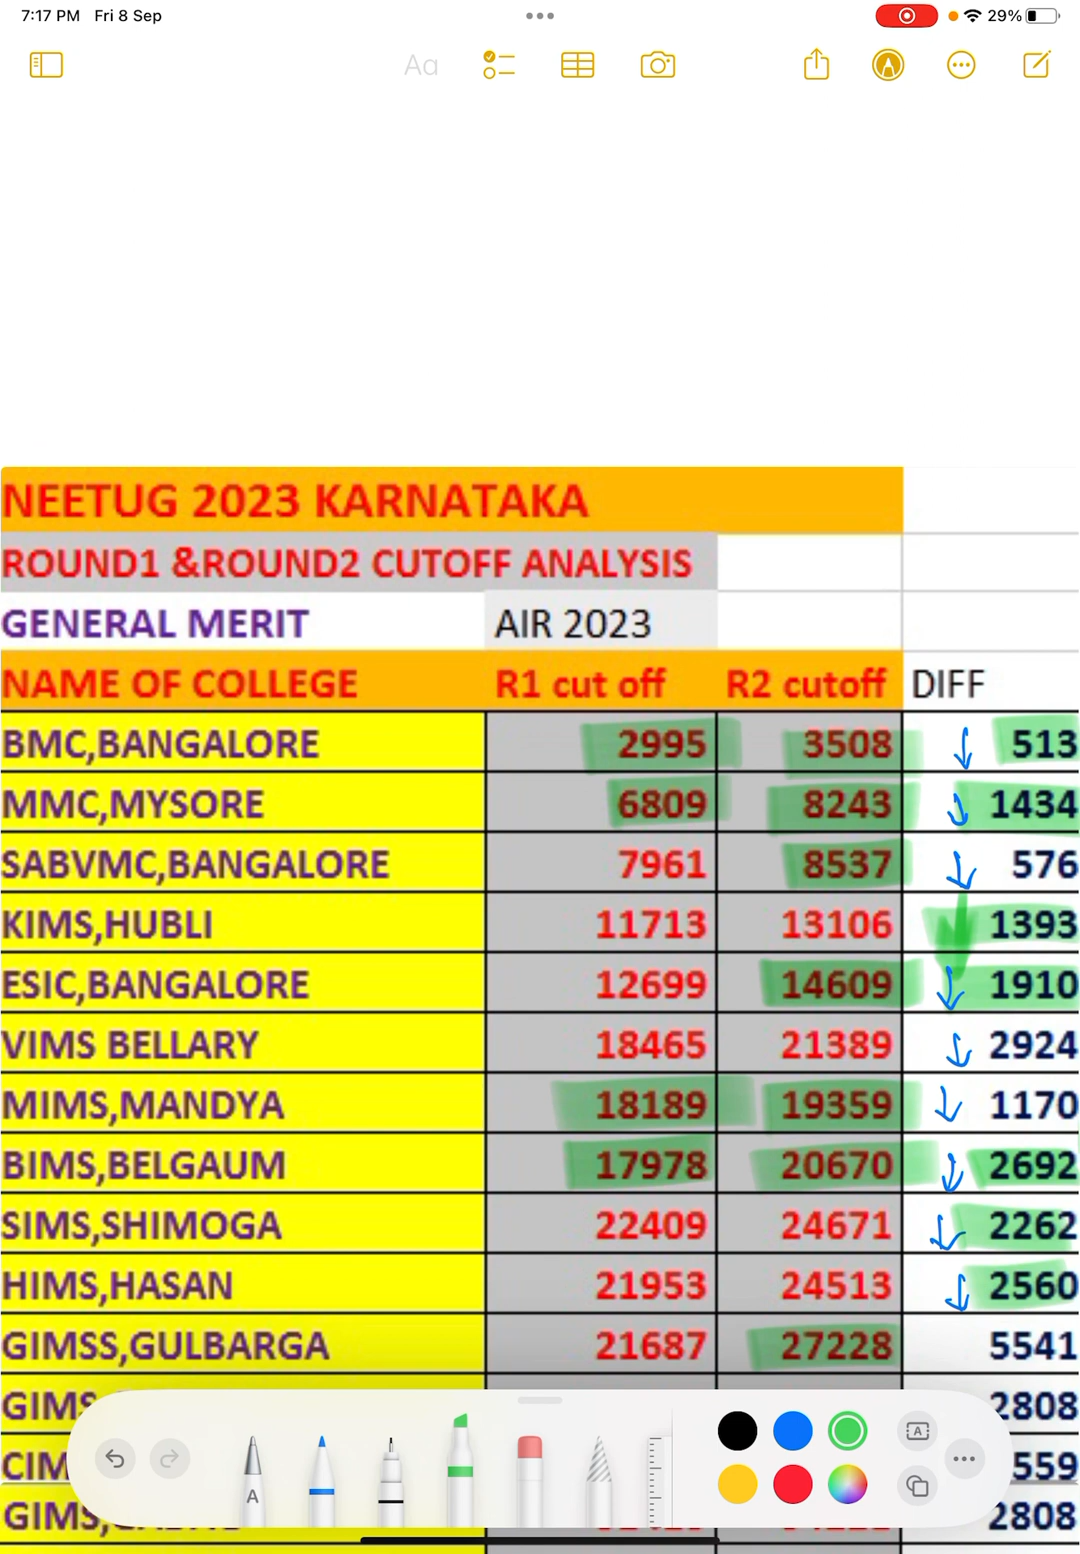 7:17 PM Fri 8 Sep 29%
Aa
NEETUG 2023 KARNATAKA
ROUND1 &ROUND2 CUTOFF ANALYSIS
GENERAL MERIT AIR 2023
NAME OF COLLEGE R1 cut off R2 cutoff DIFF
BMC,BANGALORE 2995 3508 513
MMC,MYSORE 6809 8243 1434
SABVMC,BANGALORE 7961 8537 576
KIMS,HUBLI 11713 13106 1393
ESIC,BANGALORE 12699 14609 1910
VIMS BELLARY 18465 21389 2924
MIMS,MANDYA 18189 19359 1170
BIMS,BELGAUM 17978 20670 2692
SIMS,SHIMOGA 22409 24671 2262
HIMS,HASAN 21953 24513 2560
GIMSS,GULBARGA 21687 27228 5541
GIMS 2808
CIM 559
GIMS, 2808
A A